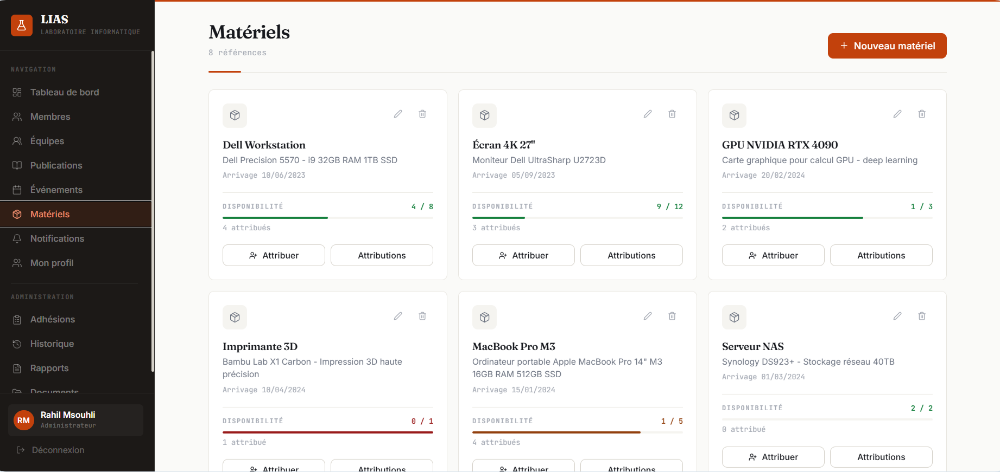 LIAS
LABORATOIRE INFORMATIQUE
NAVIGATION
Tableau de bord
Membres
Équipes
Publications
Événements
Matériels
Notifications
Mon profil
ADMINISTRATION
Adhésions
Historique
Rapports
Documents
RM
Rahil Msouhli
Administrateur
Déconnexion
Matériels
8 références
+ Nouveau matériel
Dell Workstation
Dell Precision 5570 - i9 32GB RAM 1TB SSD
Arrivage 10/06/2023
DISPONIBILITÉ 4 / 8
4 attribués
Attribuer Attributions
Écran 4K 27"
Moniteur Dell UltraSharp U2723D
Arrivage 05/09/2023
DISPONIBILITÉ 9 / 12
3 attribués
Attribuer Attributions
GPU NVIDIA RTX 4090
Carte graphique pour calcul GPU - deep learning
Arrivage 20/02/2024
DISPONIBILITÉ 1 / 3
2 attribués
Attribuer Attributions
Imprimante 3D
Bambu Lab X1 Carbon - Impression 3D haute
précision
Arrivage 10/04/2024
DISPONIBILITÉ 0 / 1
1 attribué
Attribuer Attributions
MacBook Pro M3
Ordinateur portable Apple MacBook Pro 14" M3
16GB RAM 512GB SSD
Arrivage 15/01/2024
DISPONIBILITÉ 1 / 5
4 attribués
Attribuer Attributions
Serveur NAS
Synology DS923+ - Stockage réseau 40TB
Arrivage 01/03/2024
DISPONIBILITÉ 2 / 2
0 attribué
Attribuer Attributions